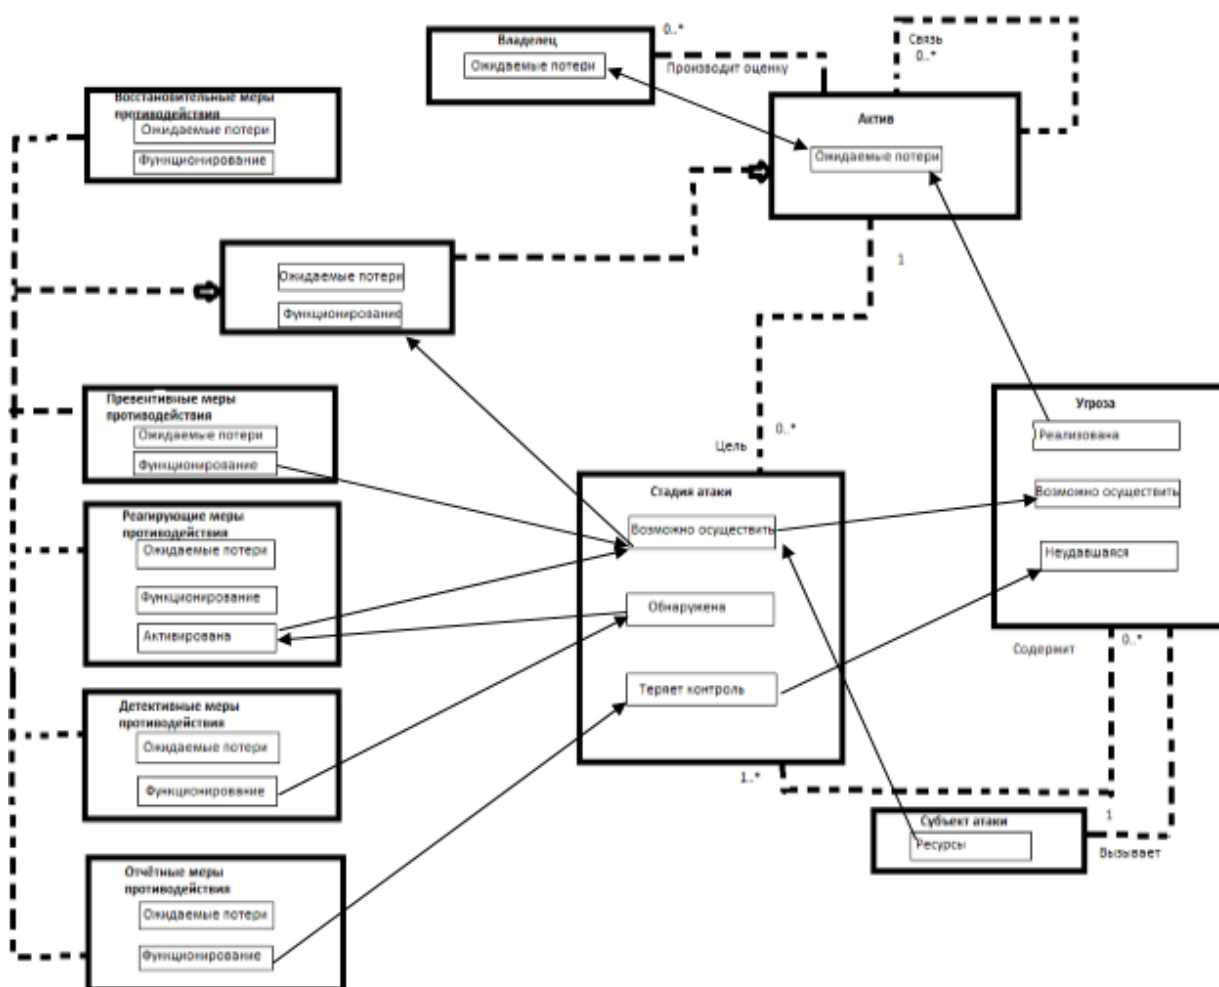 Владелец
Ожидаемые потери
0..*
Производит оценку
Связь
0..*
Актив
Ожидаемые потери
1
Восстановительные меры
противодействия
Ожидаемые потери
Функционирование
Ожидаемые потери
Функционирование
Превентивные меры
противодействия
Ожидаемые потери
Функционирование
Реагирующие меры
противодействия
Ожидаемые потери
Функционирование
Активирована
Детективные меры
противодействия
Ожидаемые потери
Функционирование
Отчётные меры
противодействия
Ожидаемые потери
Функционирование
0..*
Цель
Стадия атаки
Возможно осуществить
Обнаружена
Теряет контроль
1..*
Угроза
Реализована
Возможно осуществить
Неудавшаяся
Содержит
0..*
1
Вызывает
Субъект атаки
Ресурсы